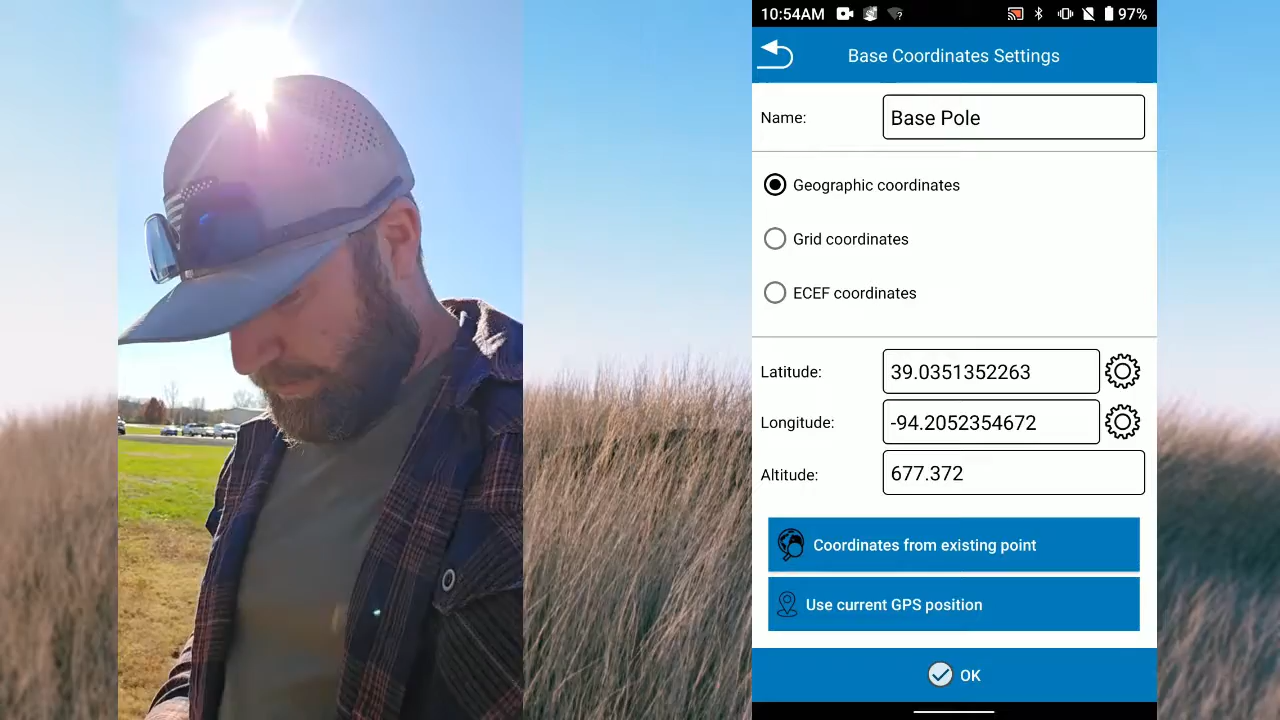 10:54AM
97%
Base Coordinates Settings
Name:
Base Pole
Geographic coordinates
Grid coordinates
ECEF coordinates
Latitude:
39.0351352263
Longitude:
-94.2052354672
Altitude:
677.372
Coordinates from existing point
Use current GPS position
OK